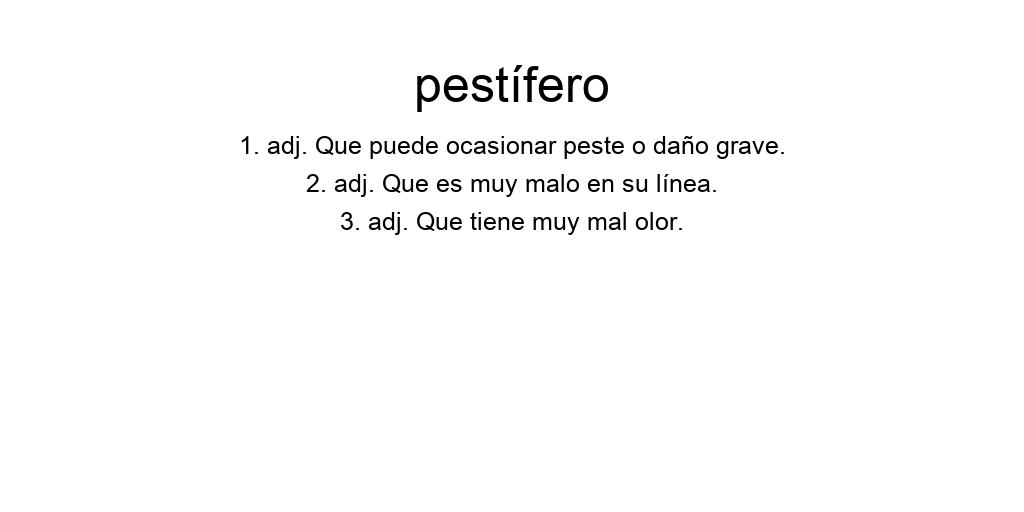 pestífero
1. adj. Que puede ocasionar peste o daño grave.
2. adj. Que es muy malo en su línea.
3. adj. Que tiene muy mal olor.